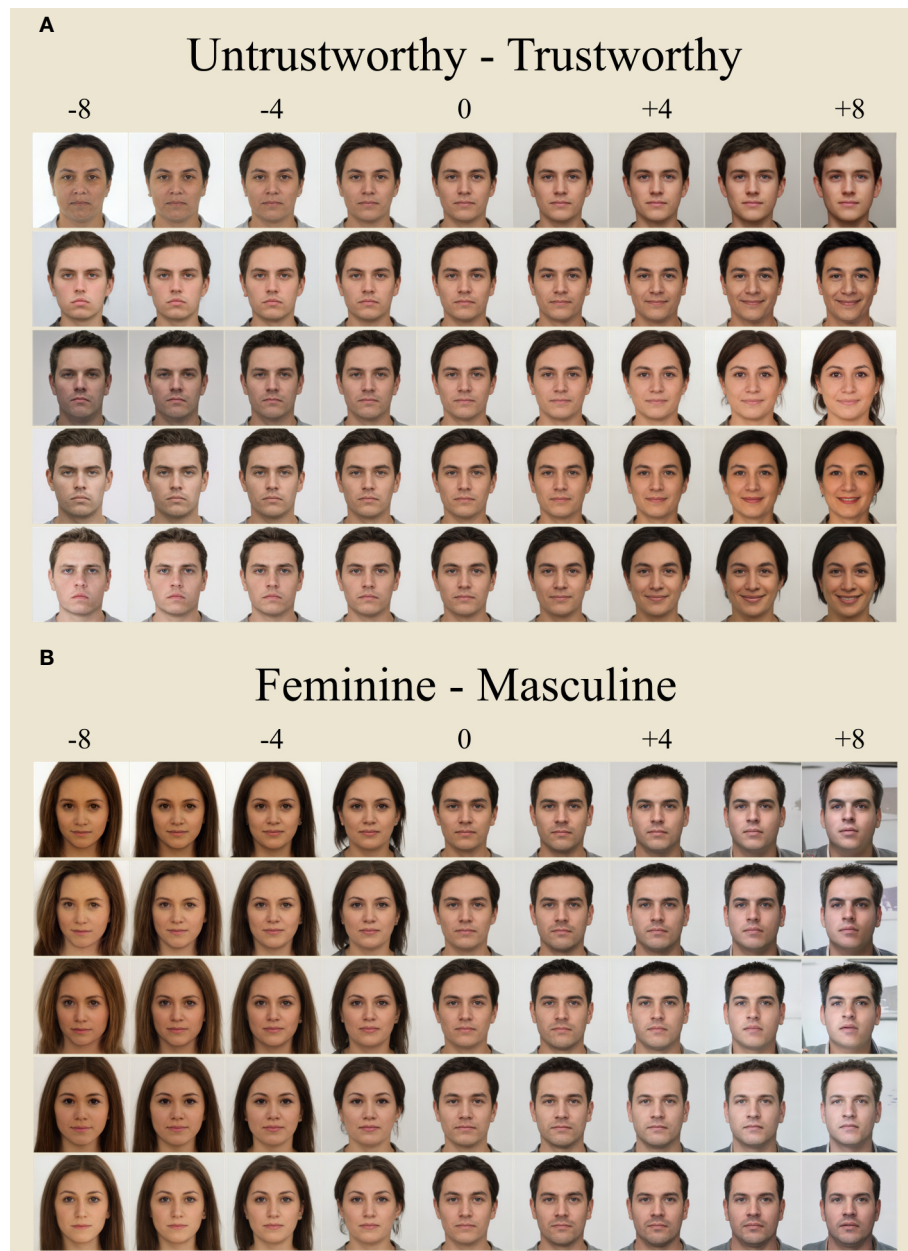 A
Untrustworthy - Trustworthy
-8 -4 0 +4 +8
B
Feminine - Masculine
-8 -4 0 +4 +8